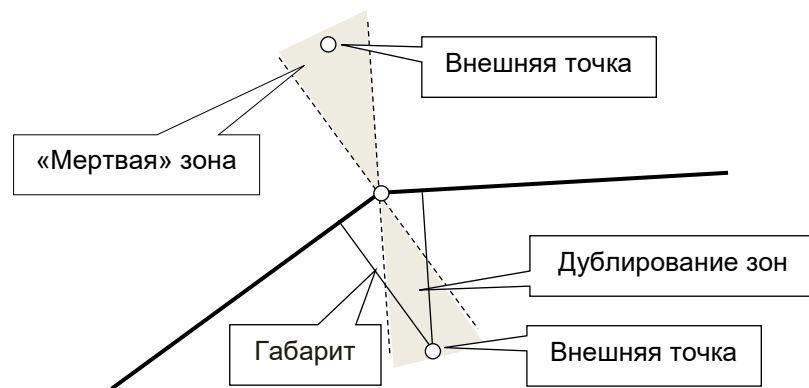 Внешняя точка
«Мертвая» зона
Дублирование зон
Габарит
Внешняя точка